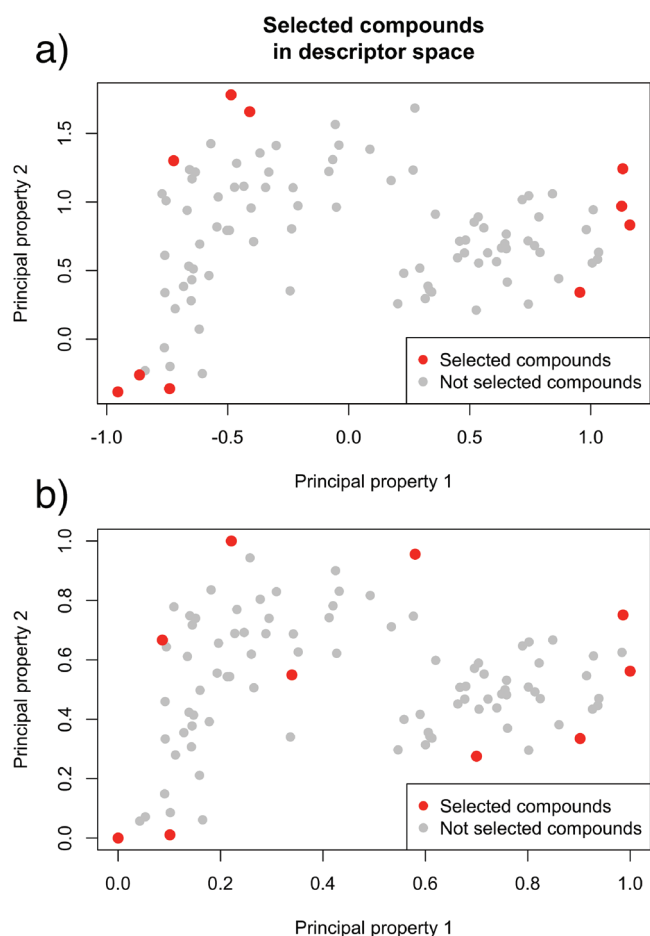 Selected compounds
in descriptor space
a)
Principal property 2
1.5
1.0
0.5
0.0
Selected compounds
Not selected compounds
-1.0
-0.5
0.0
0.5
1.0
Principal property 1
b)
Principal property 2
1.0
0.8
0.6
0.4
0.2
0.0
Selected compounds
Not selected compounds
0.0
0.2
0.4
0.6
0.8
1.0
Principal property 1